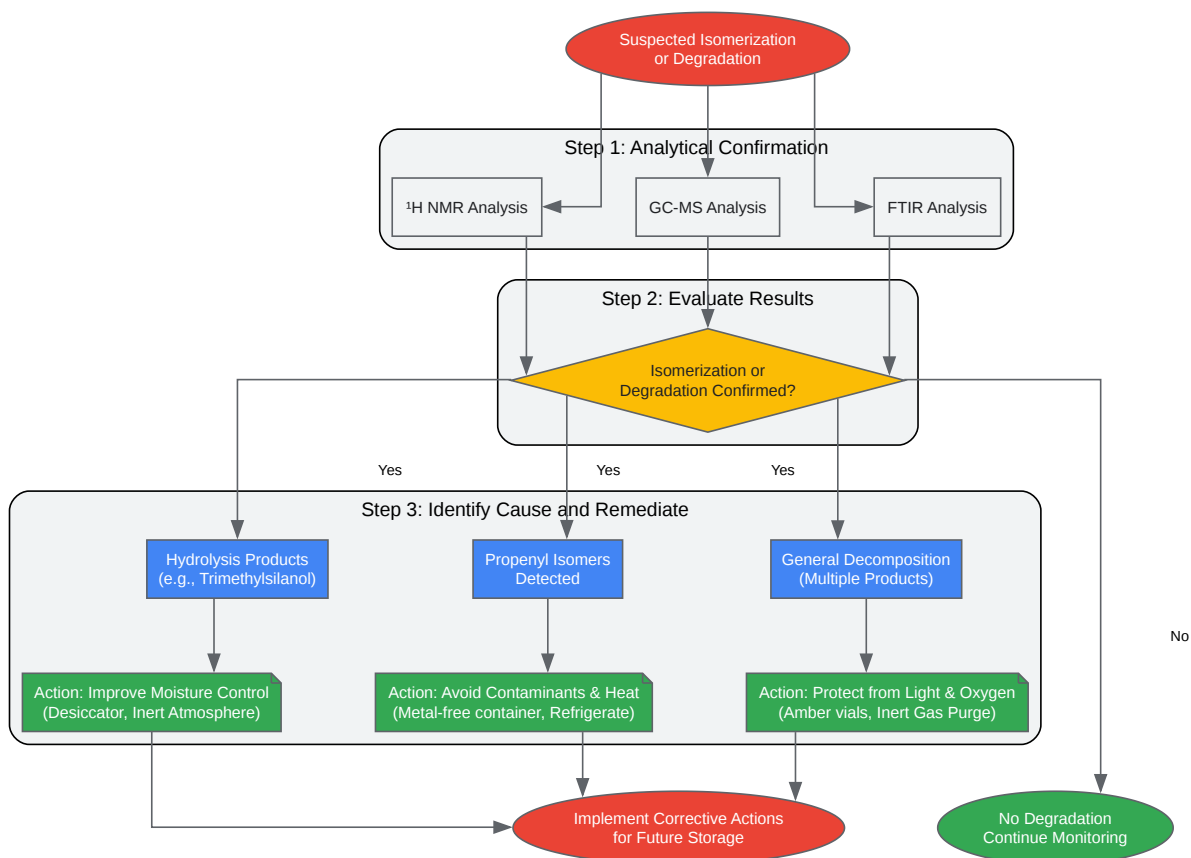 Suspected Isomerization
or Degradation
Step 1: Analytical Confirmation
¹H NMR Analysis
GC-MS Analysis
FTIR Analysis
Step 2: Evaluate Results
Isomerization or
Degradation Confirmed?
Yes
Yes
Yes
Step 3: Identify Cause and Remediate
Hydrolysis Products
(e.g., Trimethylsilanol)
Propenyl Isomers
Detected
General Decomposition
(Multiple Products)
No
Action: Improve Moisture Control
(Desiccator, Inert Atmosphere)
Action: Avoid Contaminants & Heat
(Metal-free container, Refrigerate)
Action: Protect from Light & Oxygen
(Amber vials, Inert Gas Purge)
Implement Corrective Actions
for Future Storage
No Degradation
Continue Monitoring